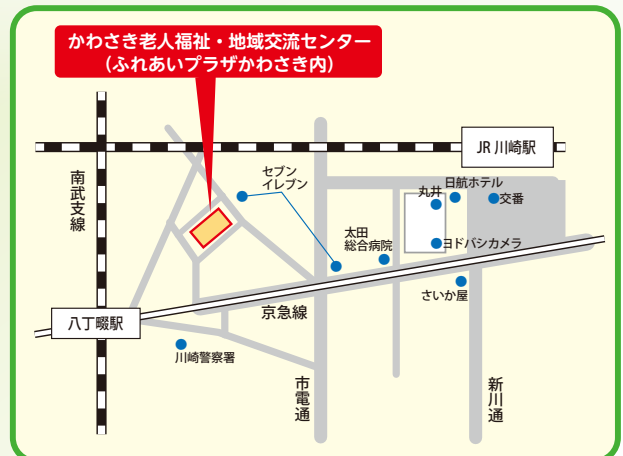 かわさき老人福祉・地域交流センター
（ふれあいプラザかわさき内）
JR 川崎駅
南武支線
セブン
イレブン
丸井
日航ホテル
交番
太田
総合病院
ヨドバシカメラ
さいか屋
京急線
八丁畷駅
川崎警察署
市電通
新川通